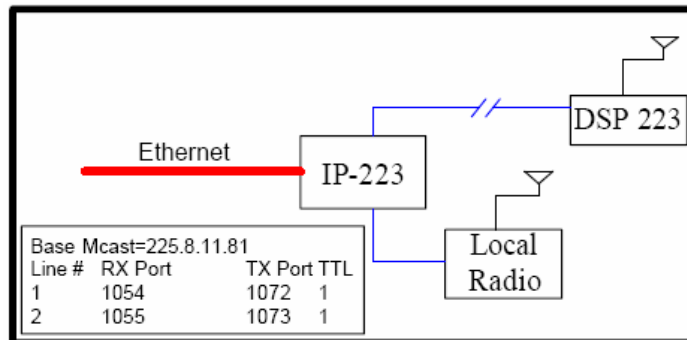 DSP 223
Ethernet
IP-223
Local
Radio
Base Mcast=225.8.11.81
Line # RX Port TX Port TTL
1 1054 1072 1
2 1055 1073 1